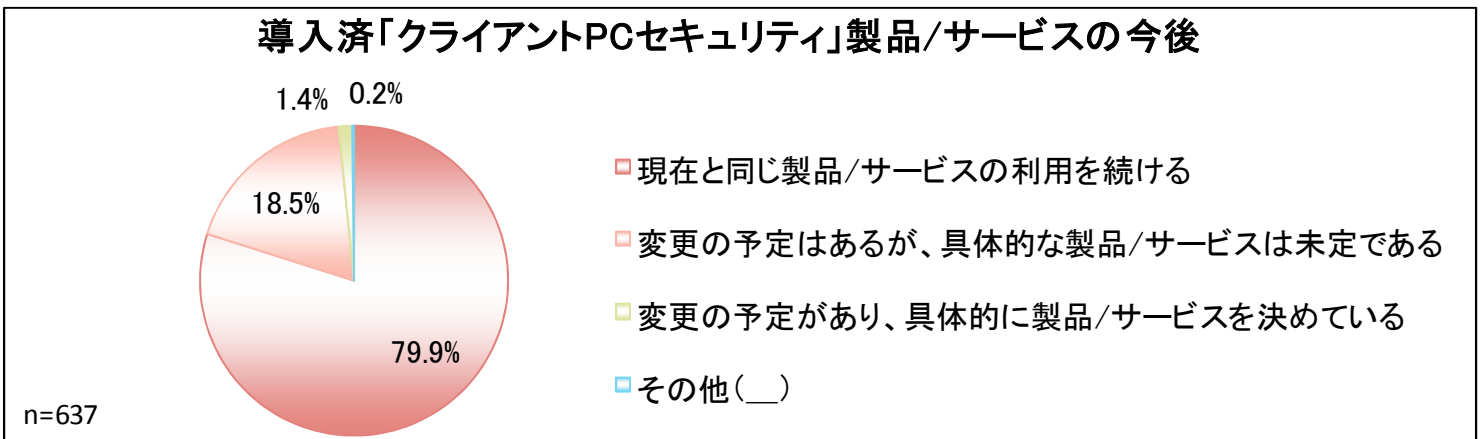 導入済「クライアントPCセキュリティ」製品/サービスの今後
1.4%
0.2%
18.5%
79.9%
現在と同じ製品/サービスの利用を続ける
変更の予定はあるが、具体的な製品/サービスは未定である
変更の予定があり、具体的に製品/サービスを決めている
その他(__)
n=637